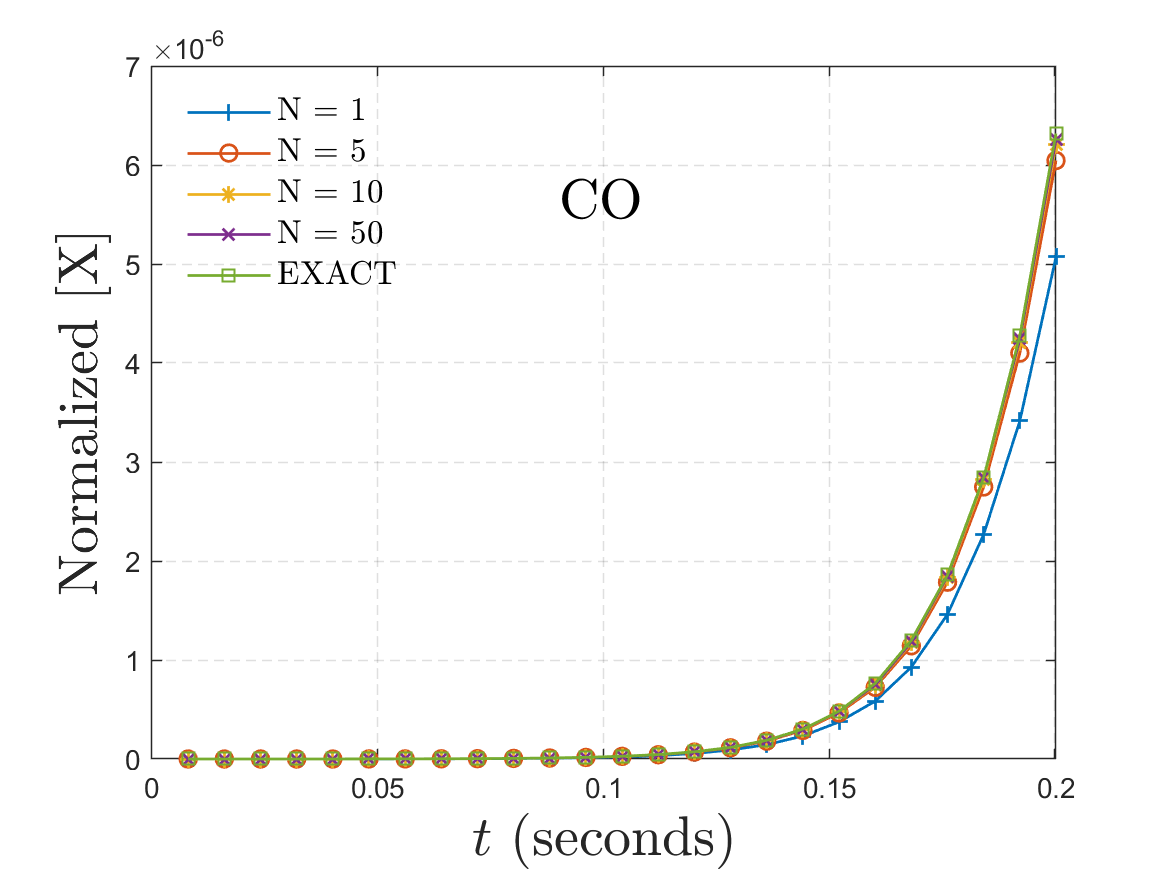 ×10-6
7
6
5
4
3
2
1
0
N = 1
N = 5
N = 10
N = 50
EXACT
CO
Normalized [X]
0
0.05
0.1
0.15
0.2
t (seconds)